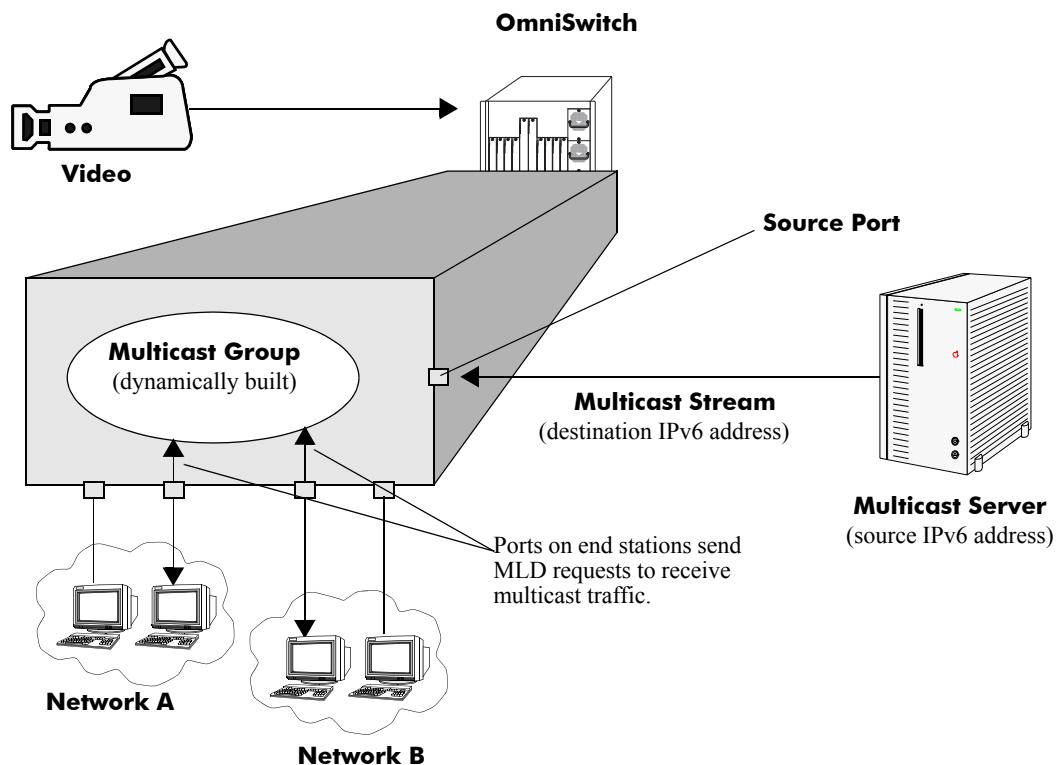 OmniSwitch
Video
Source Port
Multicast Group
(dynamically built)
Multicast Stream
(destination IPv6 address)
Multicast Server
(source IPv6 address)
Ports on end stations send
MLD requests to receive
multicast traffic.
Network A
Network B